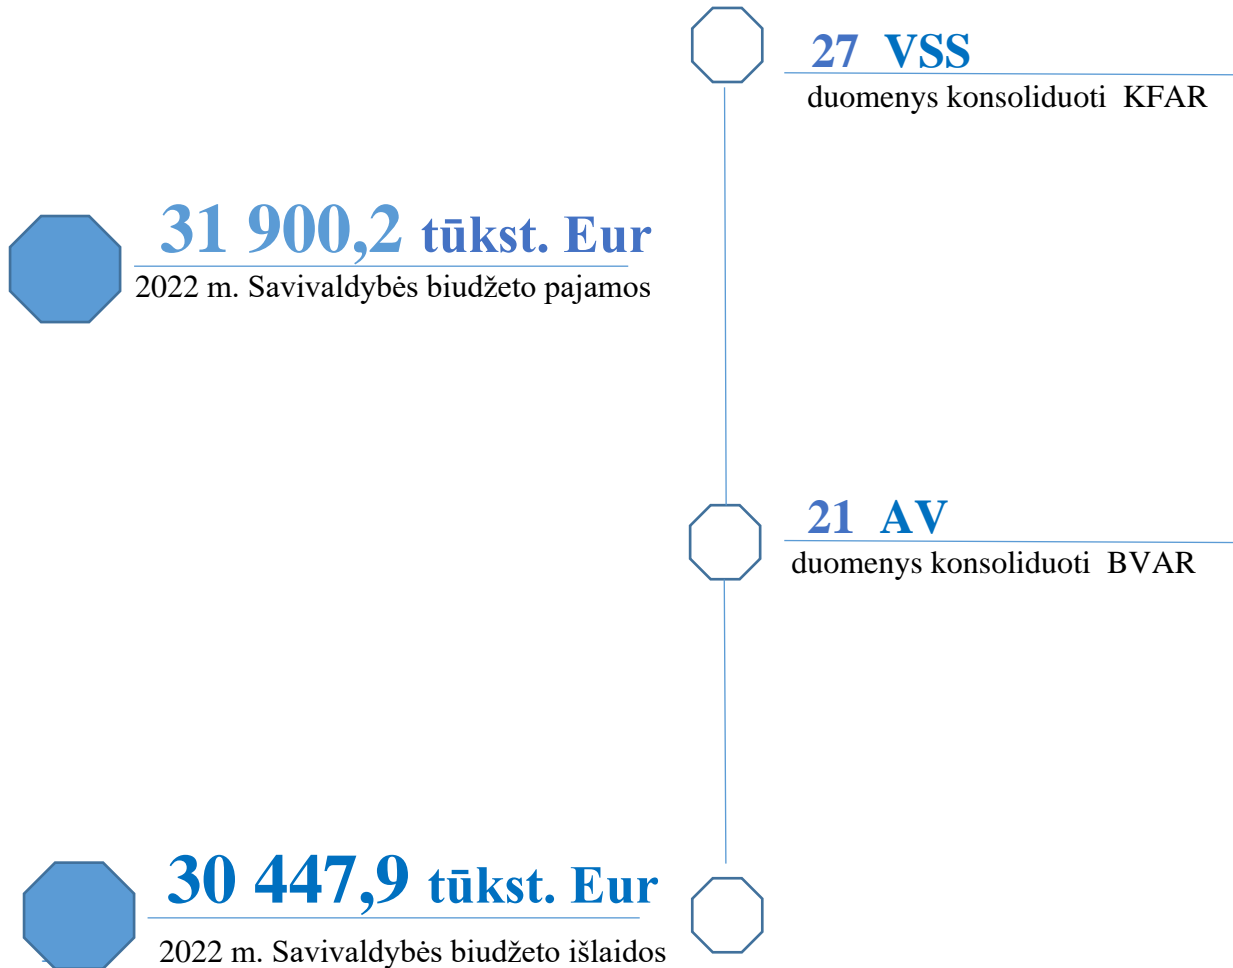 27 VSS
duomenys konsoliduoti KFAR
31 900,2 tūkst. Eur
2022 m. Savivaldybės biudžeto pajamos
21 AV
duomenys konsoliduoti BVAR
30 447,9 tūkst. Eur
2022 m. Savivaldybės biudžeto išlaidos